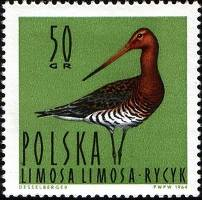 50
GR
POLSKA
LIMOSA LIMOSA-RYCYK
DESSELBERGER PWPW 1964